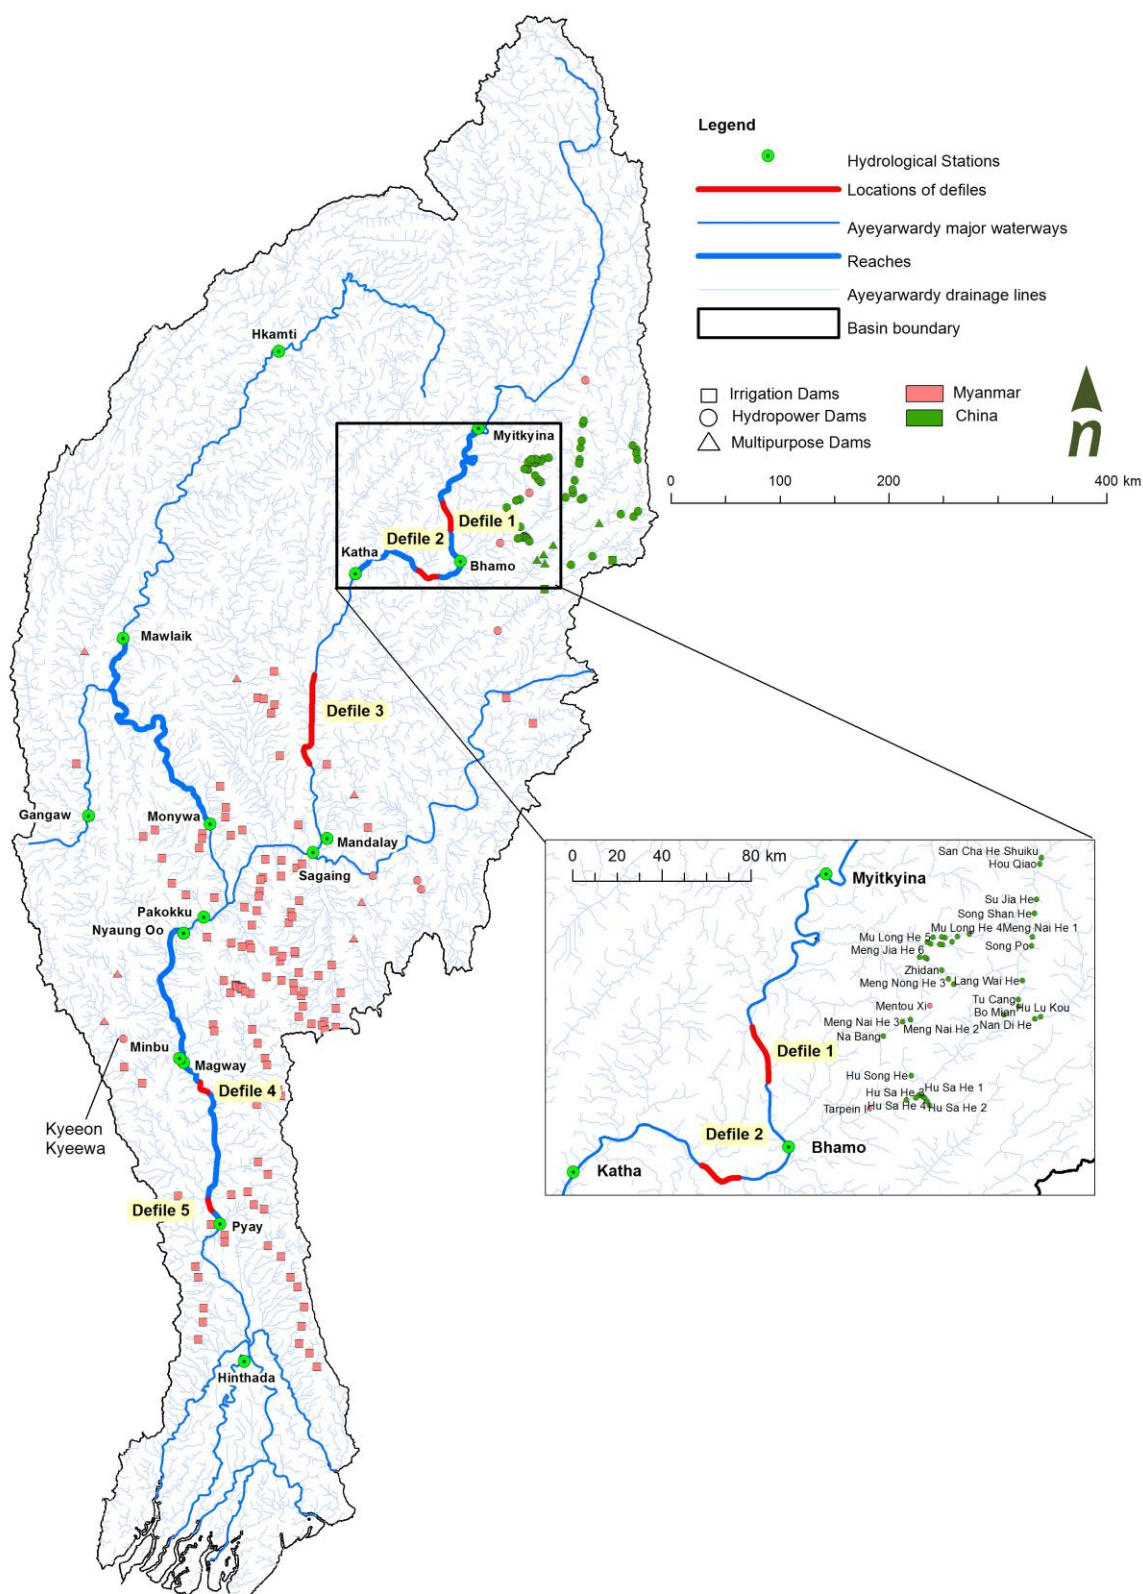 Legend
Hydrological Stations
Locations of defiles
Ayeyarwardy major waterways
Reaches
Ayeyarwardy drainage lines
Basin boundary
Irrigation Dams
Hydropower Dams
Multipurpose Dams
Myanmar
China
n
0 100 200 300 400 km
Hkamti
Myitkyina
Defile 1
Defile 2
Katha
Bhamo
Mawlaik
Defile 3
Gangaw
Monywa
Mandalay
Sagaing
Pakokku
Nyaung Oo
Minbu
Magway
Defile 4
Kyeeon
Kyeewa
Defile 5
Pyay
Hinthada
0 20 40 80 km
Myitkyina
San Cha He Shuiku
Hou Qiao
Su Jia He
Song Shan He
Mu Long He 4
Meng Nai He 1
Mu Long He 5
Song Po
Meng Jia He 6
Zhidan
Meng Nong He 3
Lang Wai He
Mentou Xi
Tu Cang
Bo Mian
Hu Lu Kou
Nan Di He
Meng Nai He 3
Meng Nai He 2
Na Bang
Defile 1
Hu Song He
Hu Sa He 1
Hu Sa He 3
Hu Sa He 4
Hu Sa He 2
Tarpein I
Defile 2
Bhamo
Katha